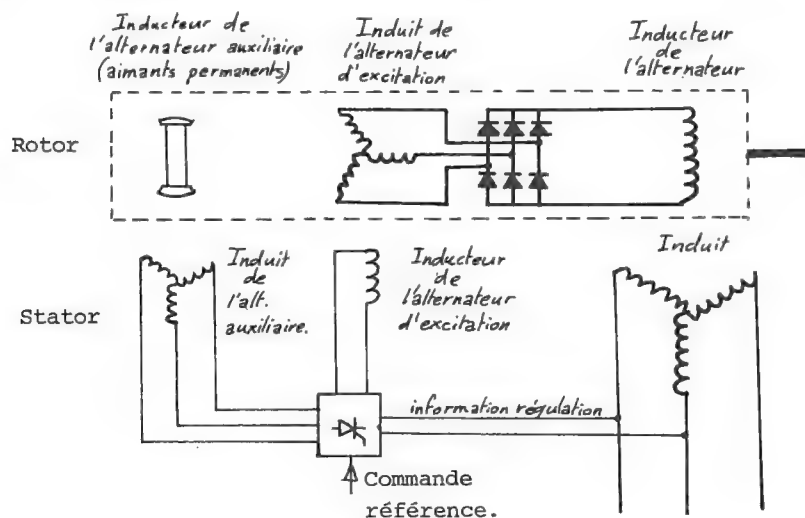 Inducteur de
l'alternateur auxiliaire
(aimants permanents)
Induit de
l'alternateur
d'excitation
Inducteur
de
l'alternateur
Rotor
Stator
Induit
de
l'alt.
auxiliaire.
Inducteur
de
l'alternateur
d'excitation
Induit
information régulation
Commande
référence.